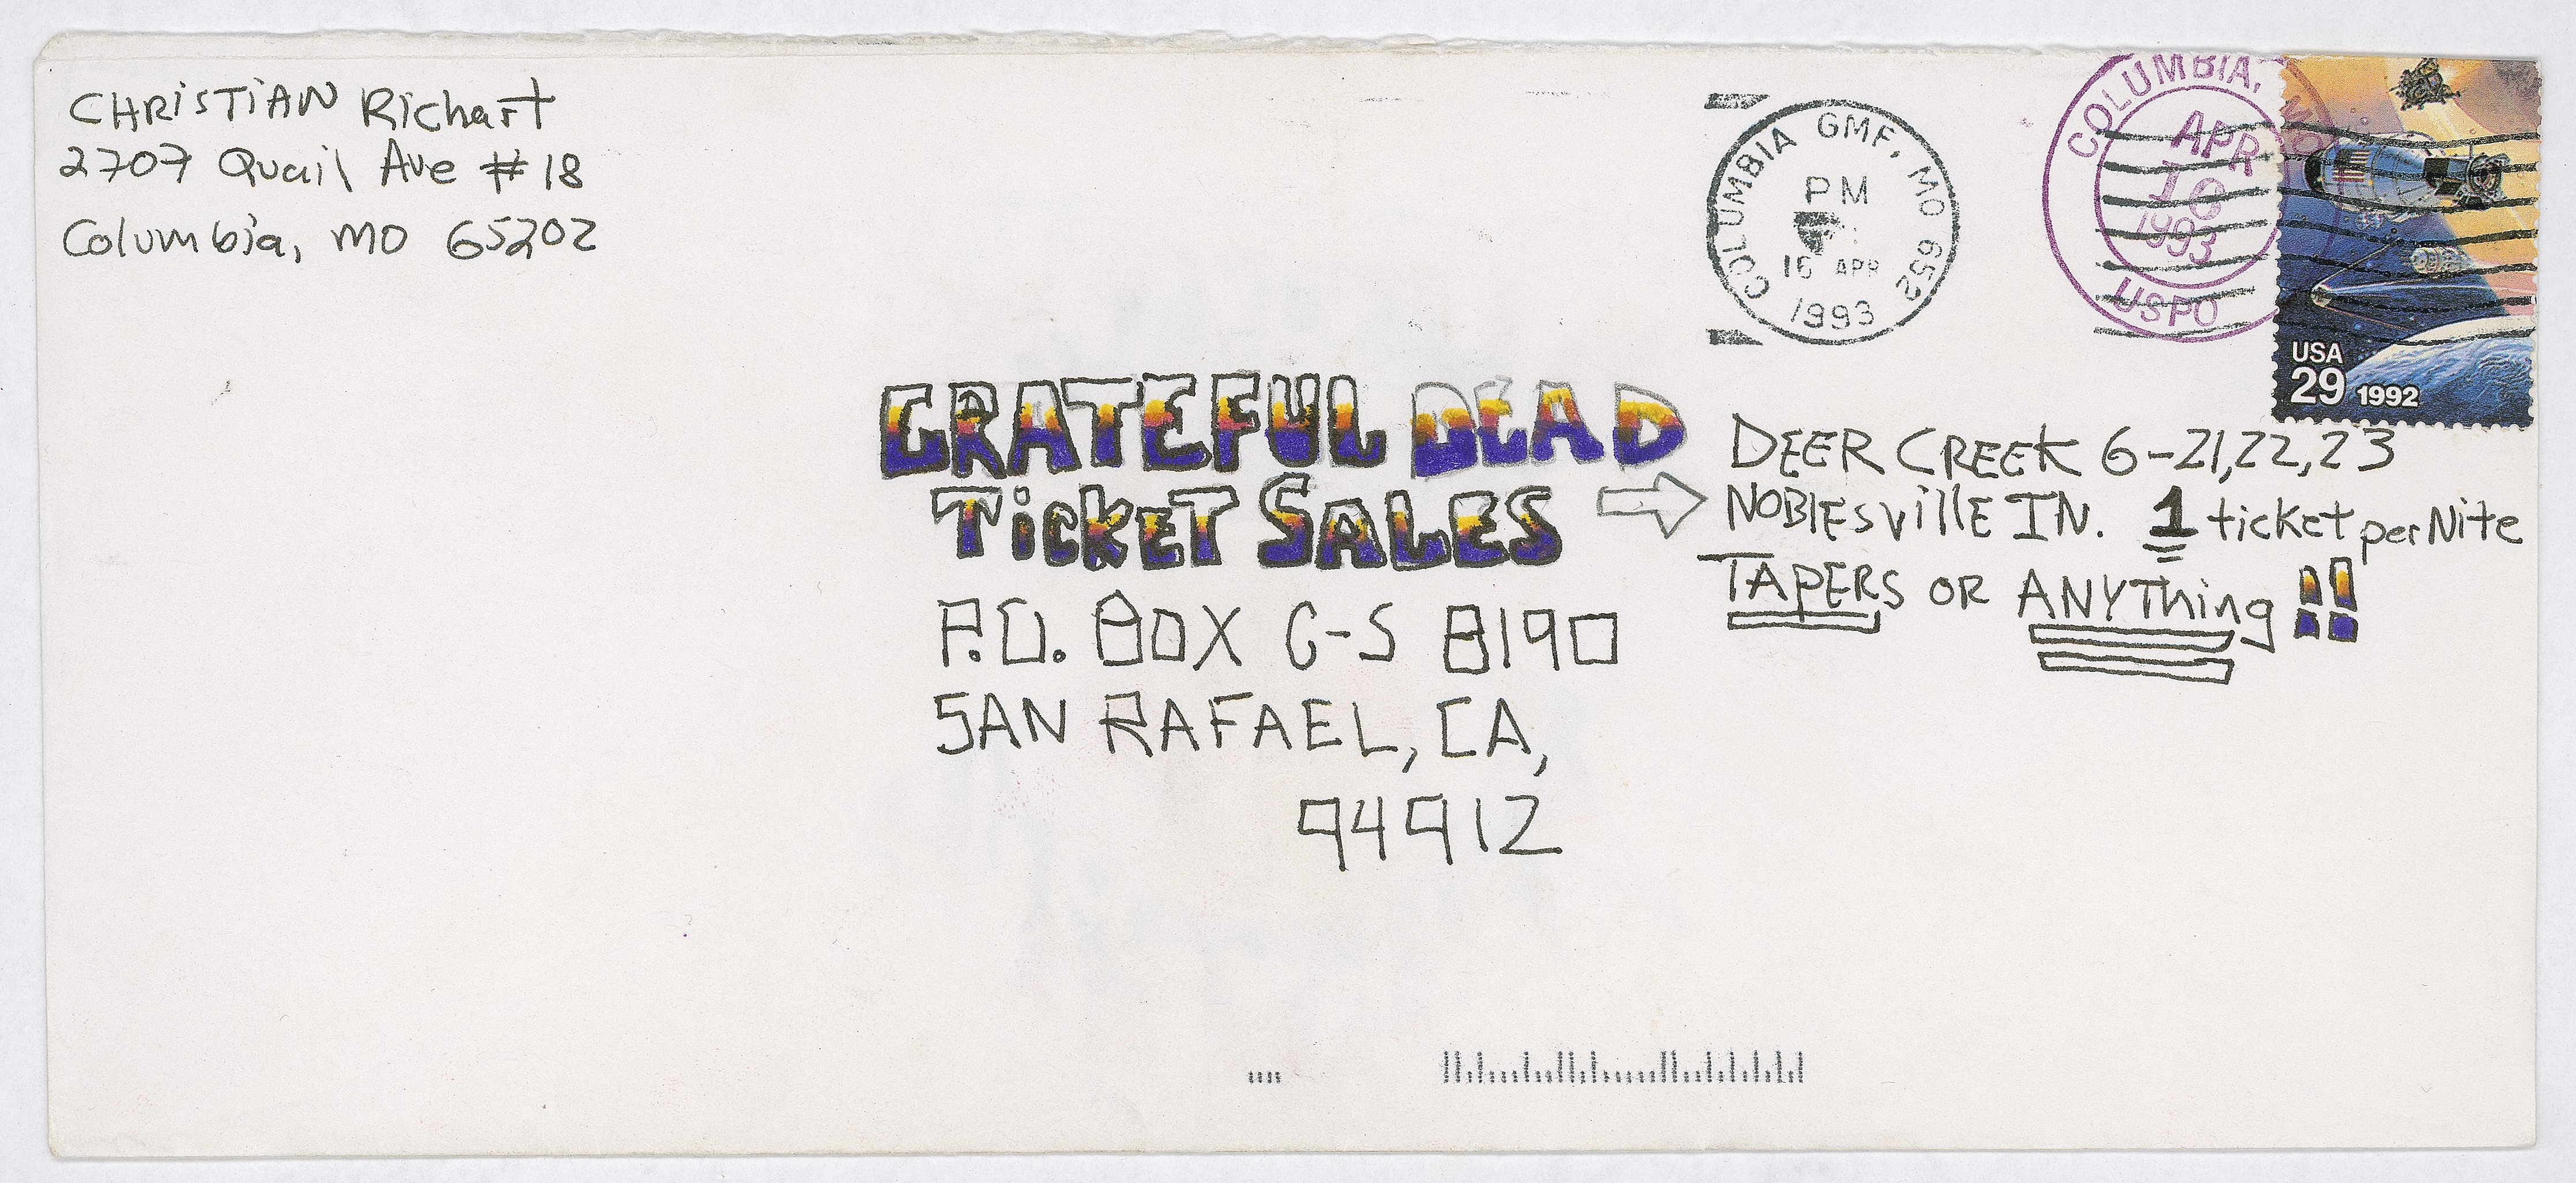 CHRISTIAN Richart
2707 Quail Ave #18
Columbia, MO 65202
COLUMBIA GMF, MO 652
PM
16 APR
1993
COLUMBIA, MO
APR
16
1993
USPO
USA
29 1992
GRATEFUL DEAD
TickET SALES
P.O. BOX C-S 8190
SAN RAFAEL, CA,
94912
DEER CREEK 6-21,22,23
NOBlEsvillE IN. 1 ticket per Nite
TAPERS OR ANYThing!!